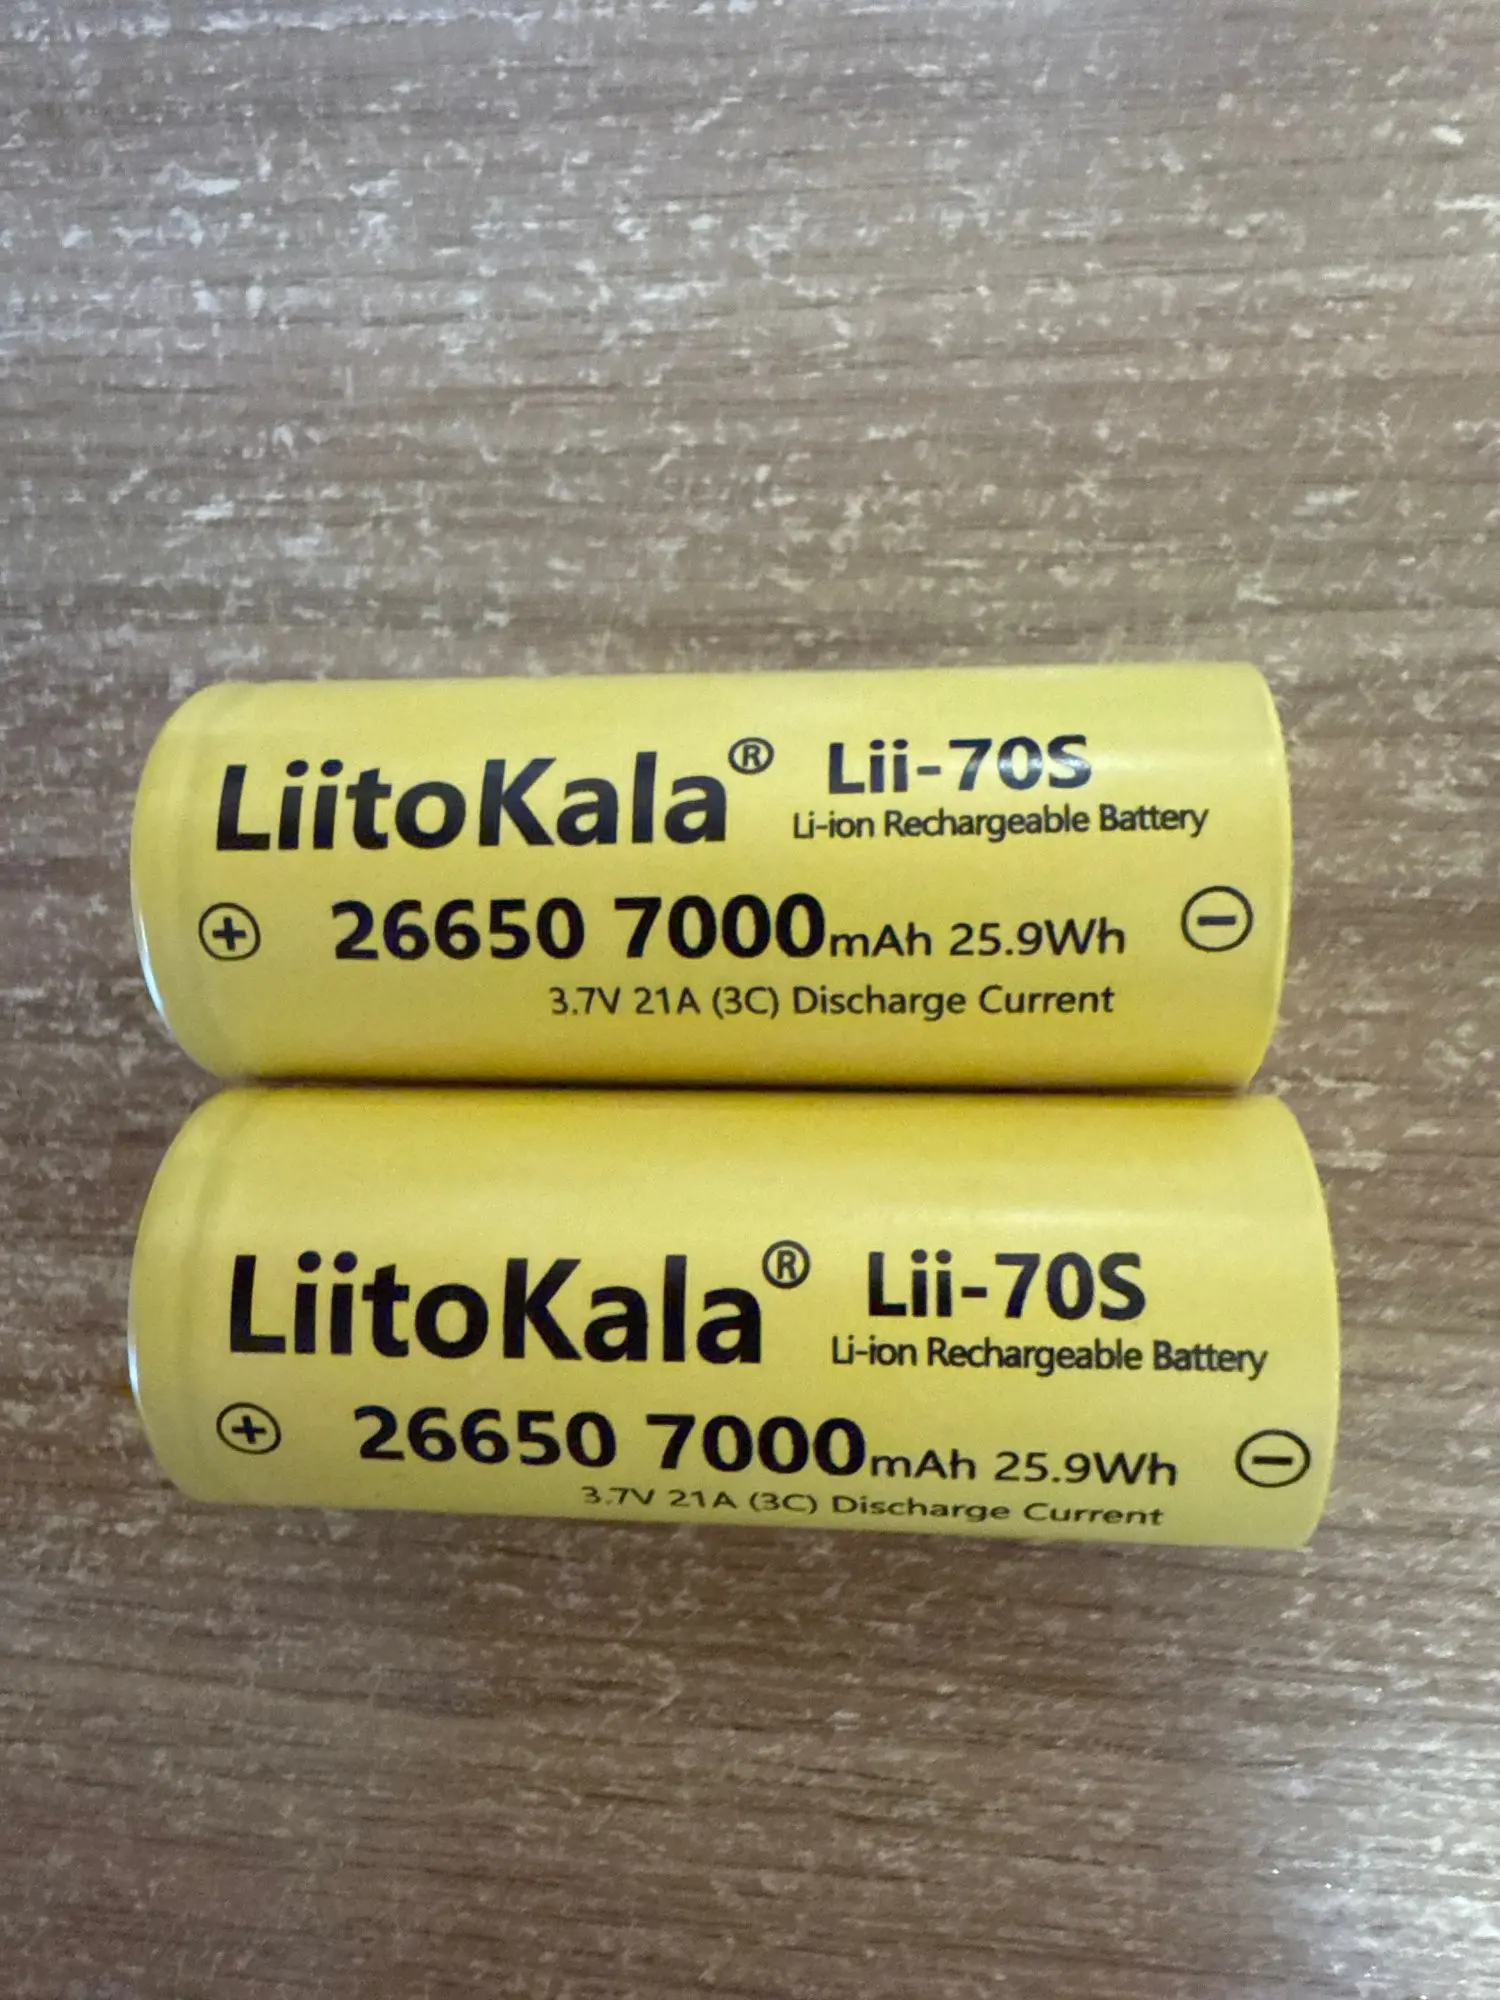 LiitoKala® Lii-70S
Li-ion Rechargeable Battery
⊕ 26650 7000mAh 25.9Wh ⊖
3.7V 21A (3C) Discharge Current
LiitoKala® Lii-70S
Li-ion Rechargeable Battery
⊕ 26650 7000mAh 25.9Wh ⊖
3.7V 21A (3C) Discharge Current